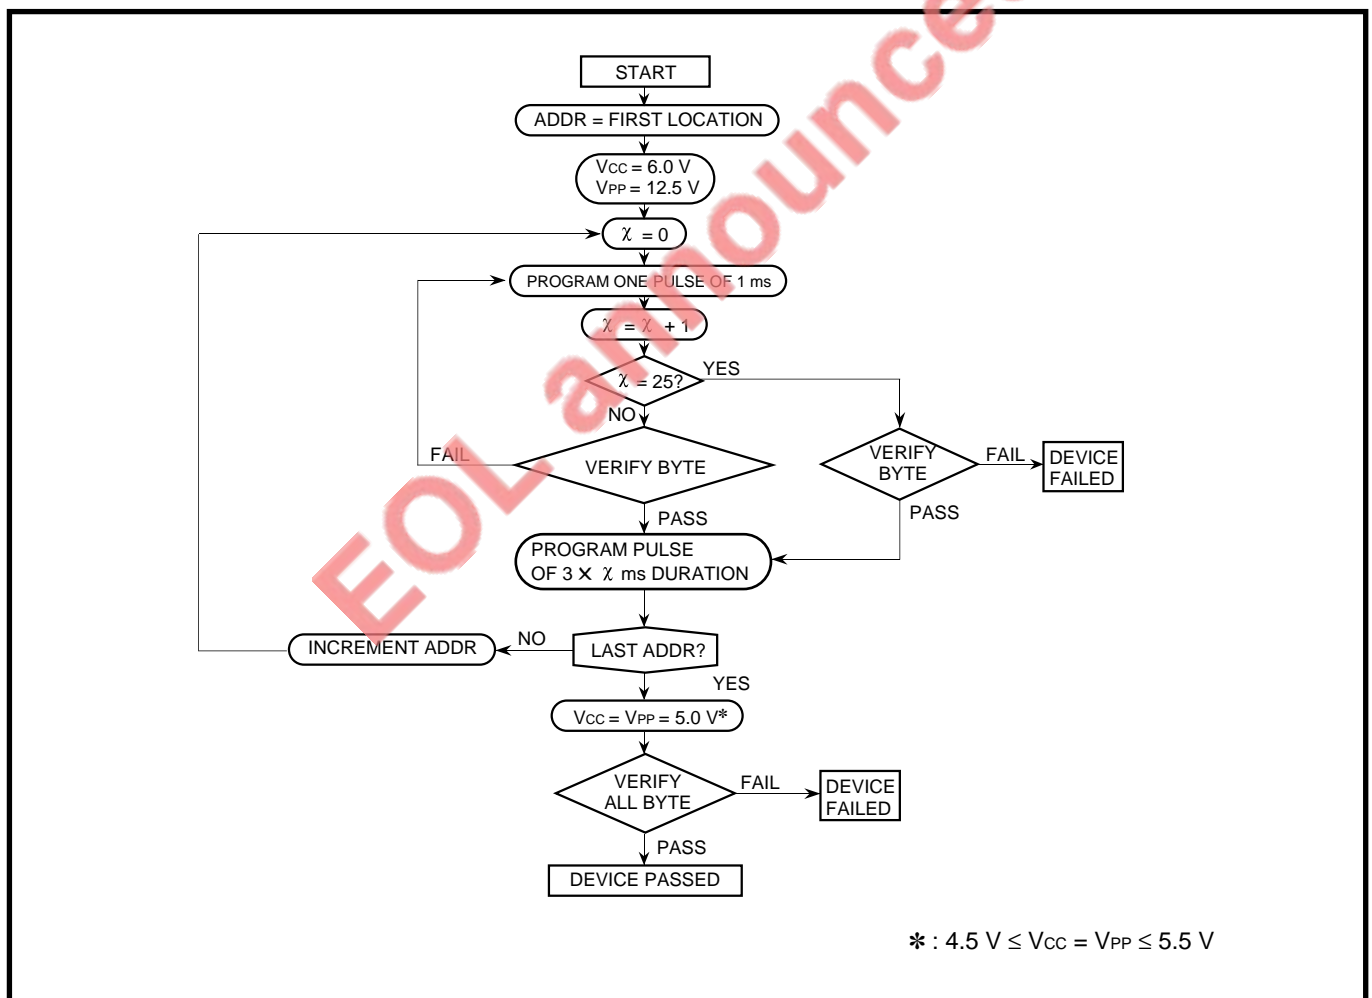 START
ADDR = FIRST LOCATION
VCC = 6.0 V
VPP = 12.5 V
χ = 0
PROGRAM ONE PULSE OF 1 ms
χ = χ + 1
χ = 25?
YES
NO
FAIL
VERIFY BYTE
VERIFY
BYTE
FAIL
DEVICE
FAILED
PASS
PASS
PROGRAM PULSE
OF 3 × χ ms DURATION
INCREMENT ADDR
NO
LAST ADDR?
YES
VCC = VPP = 5.0 V*
VERIFY
ALL BYTE
FAIL
DEVICE
FAILED
PASS
DEVICE PASSED
* : 4.5 V ≤ VCC = VPP ≤ 5.5 V
EOL announce